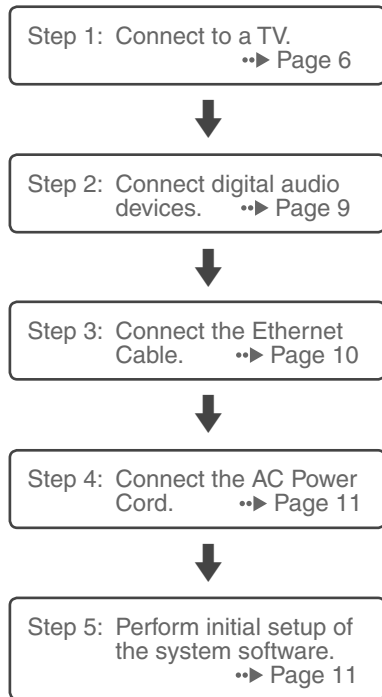 Step 1: Connect to a TV.
••▶ Page 6
Step 2: Connect digital audio
devices. ••▶ Page 9
Step 3: Connect the Ethernet
Cable. ••▶ Page 10
Step 4: Connect the AC Power
Cord. ••▶ Page 11
Step 5: Perform initial setup of
the system software.
••▶ Page 11